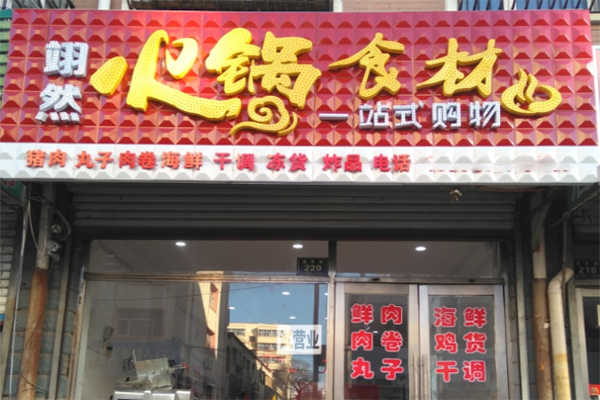 翊然
火锅食材
一站式购物
猪肉 丸子 肉卷 海鲜 干调 冻货 炸品 电话
220
218
营业
鲜肉
肉卷
丸子
海鲜
鸡货
干调